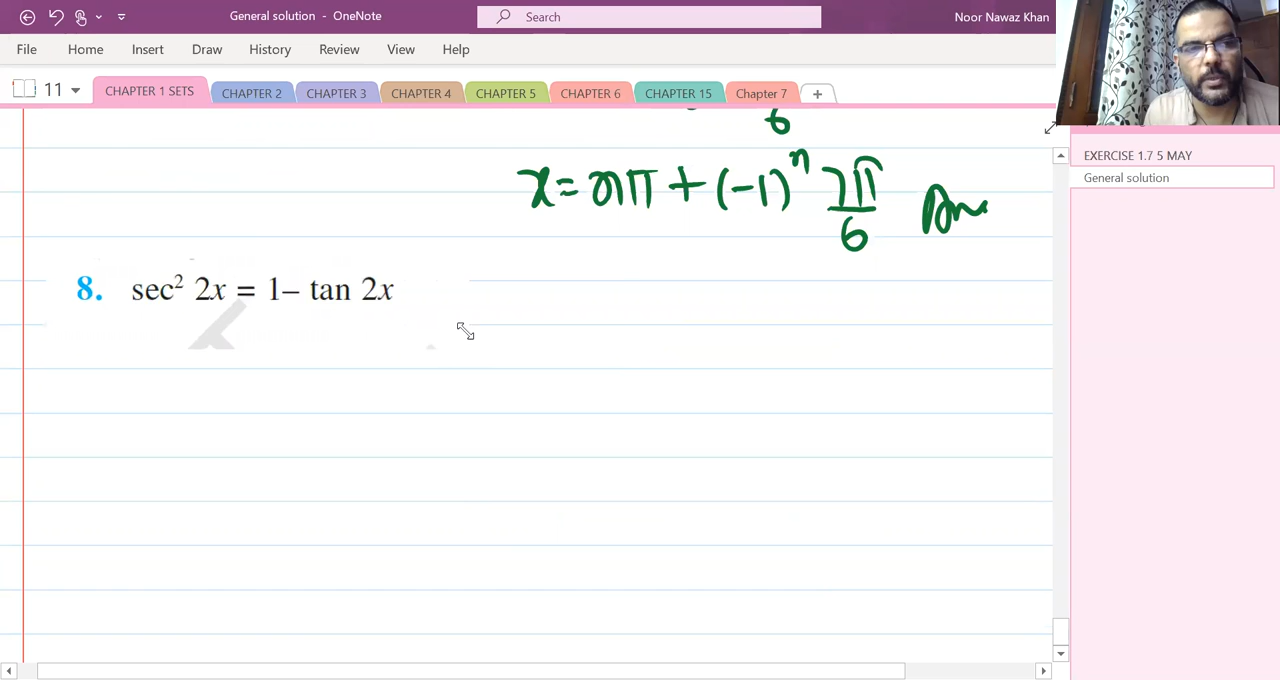 General solution - OneNote
Search
Noor Nawaz Khan
File Home Insert Draw History Review View Help
11
CHAPTER 1 SETS CHAPTER 2 CHAPTER 3 CHAPTER 4 CHAPTER 5 CHAPTER 6 CHAPTER 15 Chapter 7 +
EXERCISE 1.7 5 MAY
General solution
6
x = nπ + (-1)^n 7π/6 Ans
8. sec² 2x = 1– tan 2x